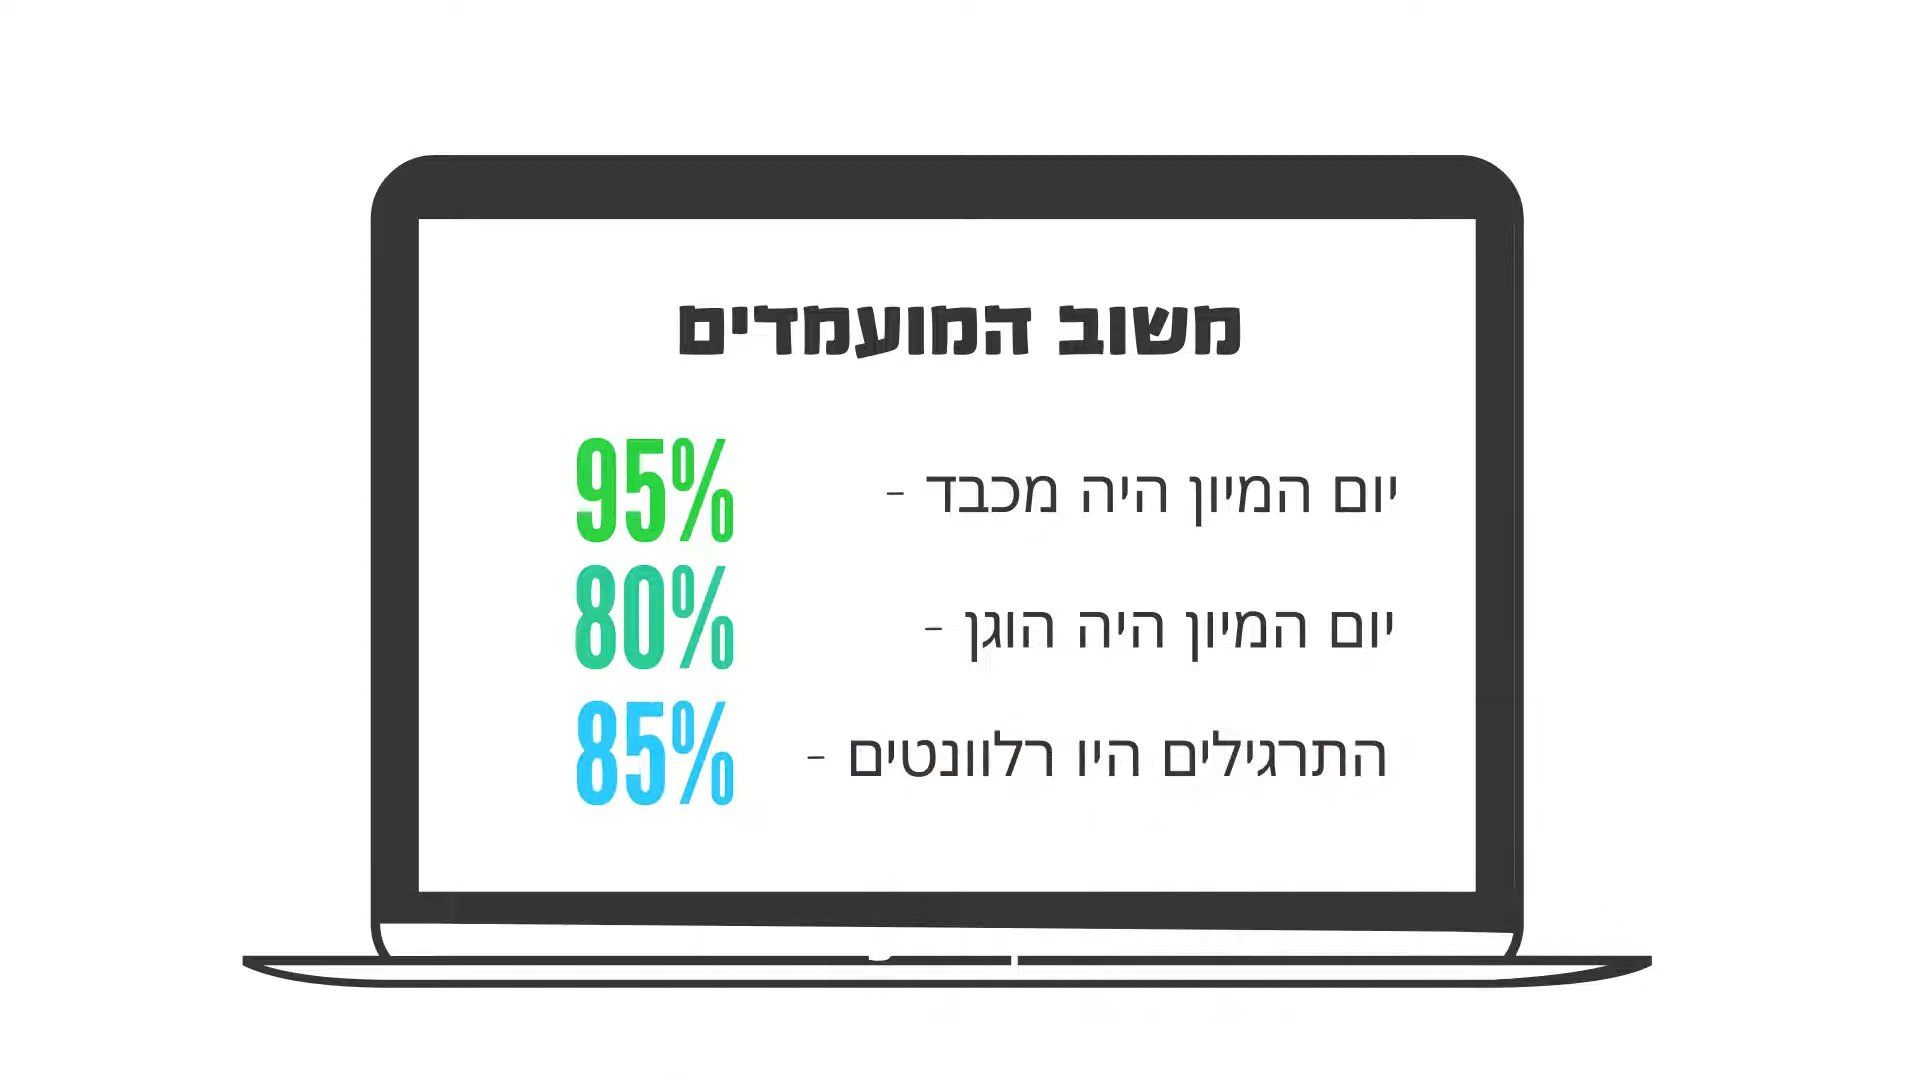 משוב המועמדים
יום המיון היה מכבד - 95%
יום המיון היה הוגן - 80%
התרגילים היו רלוונטים - 85%